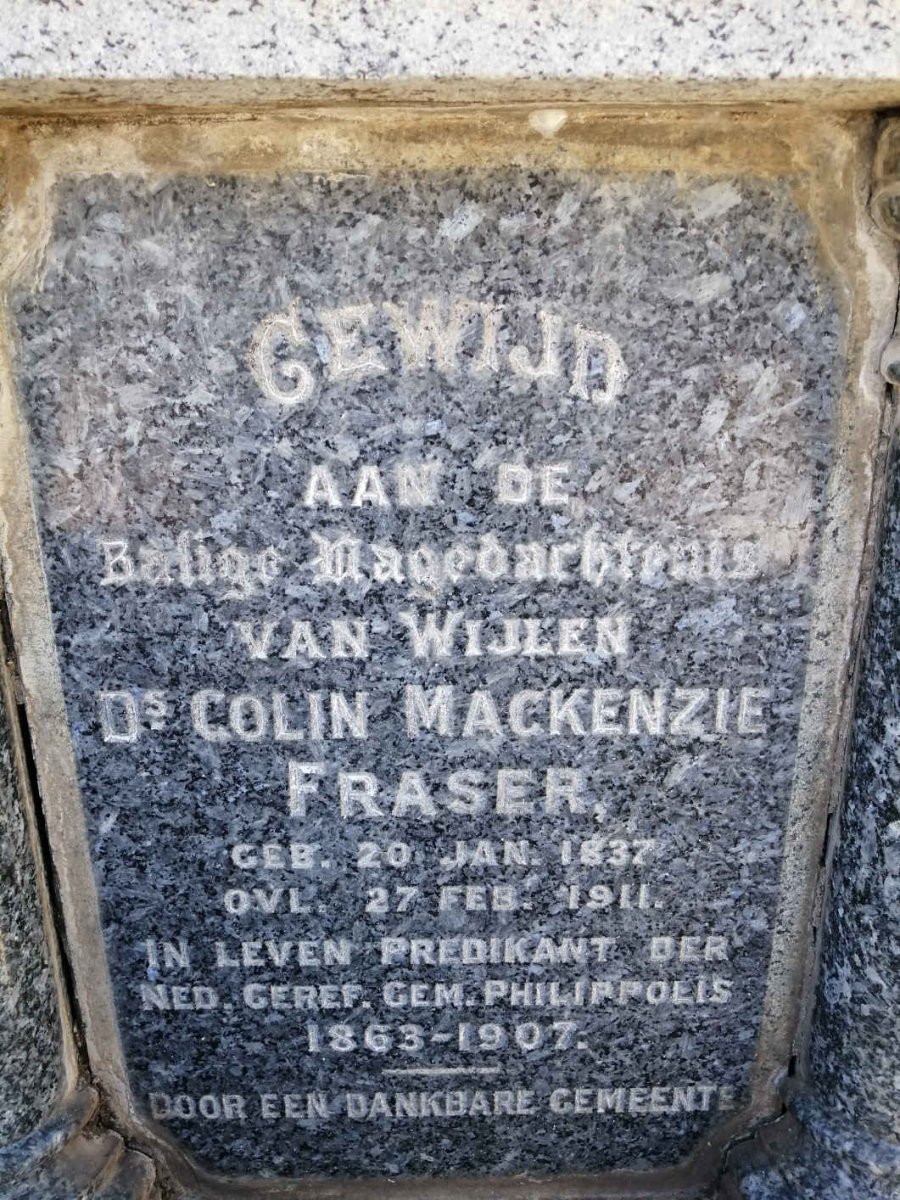 GEWIJD
AAN DE
Zalige Nagedachtenis
VAN WIJLEN
Ds COLIN MACKENZIE
FRASER.
GEB. 20 JAN. 1837
OVL. 27 FEB. 1911.
IN LEVEN PREDIKANT DER
NED. GEREF. GEM. PHILIPPOLIS
1863-1907.
DOOR EEN DANKBARE GEMEENTE